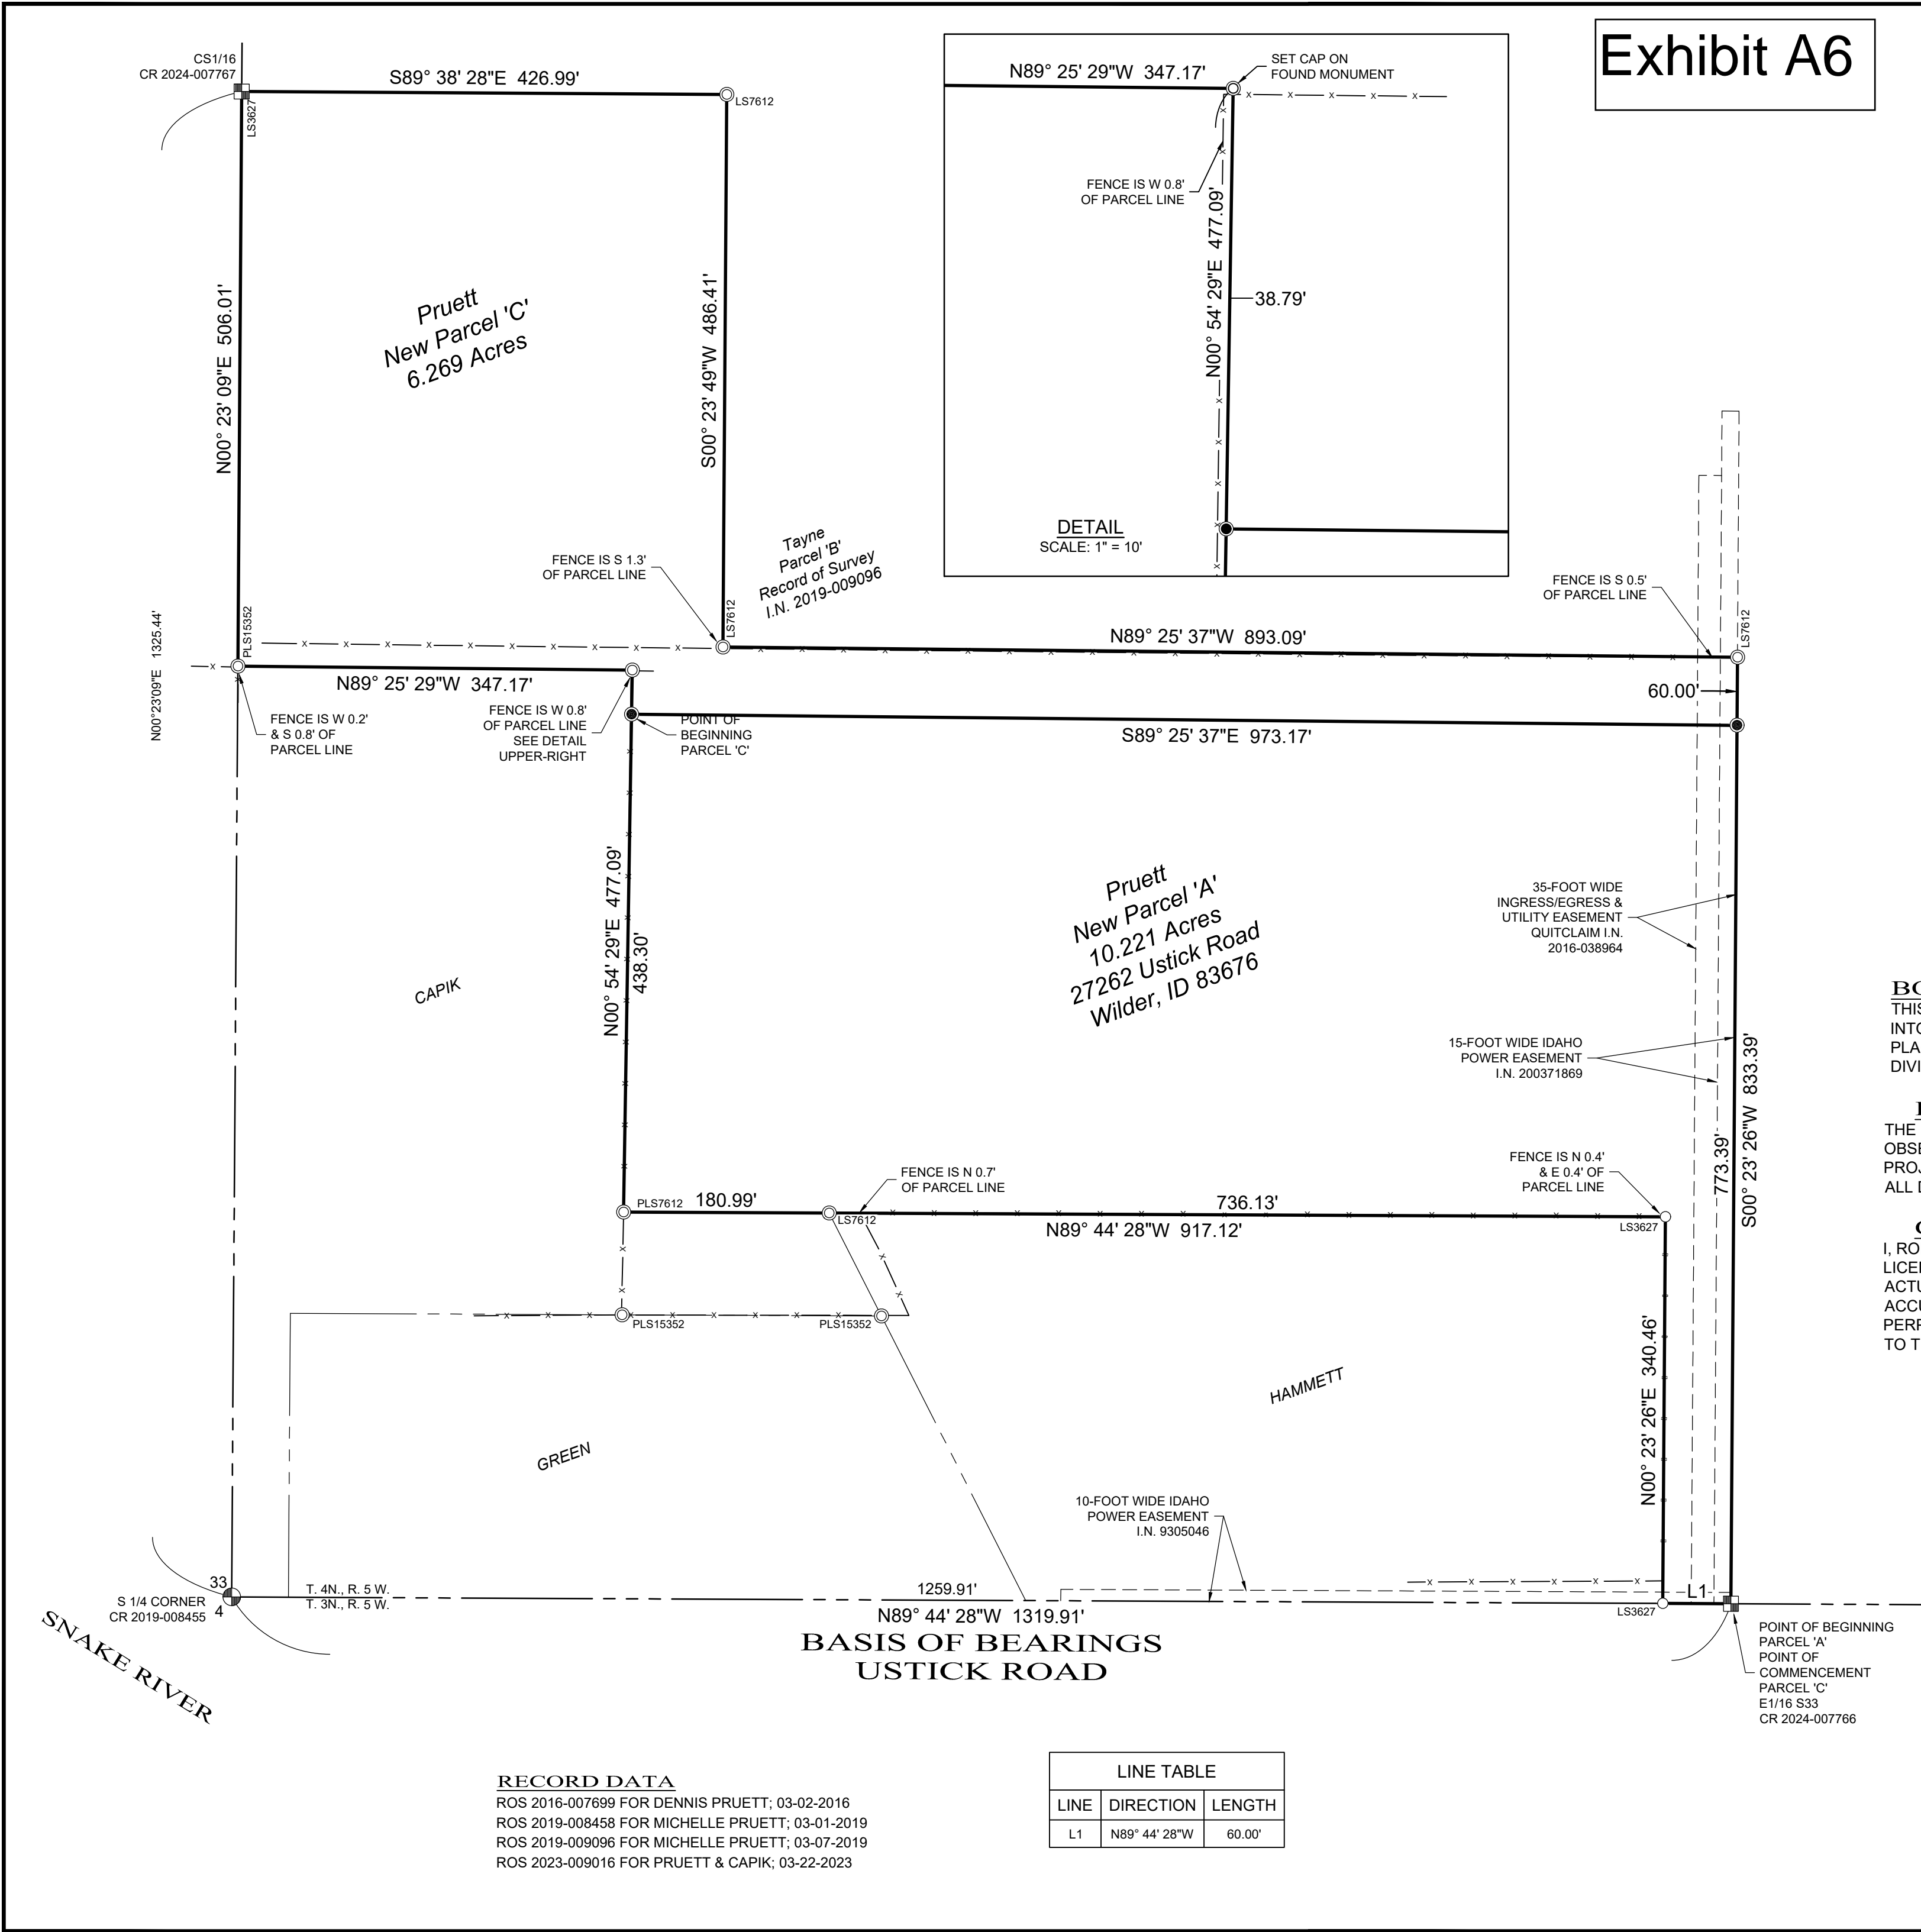 Exhibit A6
CS1/16
CR 2024-007767
LS3627
S89° 38' 28"E 426.99'
LS7612
N89° 25' 29"W 347.17'
SET CAP ON
FOUND MONUMENT
FENCE IS W 0.8'
OF PARCEL LINE
N00° 54' 29"E 477.09'
38.79'
DETAIL
SCALE: 1" = 10'
N00° 23' 09"E 506.01'
Pruett
New Parcel 'C'
6.269 Acres
S00° 23' 49"W 486.41'
FENCE IS S 1.3'
OF PARCEL LINE
LS7612
Tayne
Parcel 'B'
Record of Survey
I.N. 2019-009096
FENCE IS S 0.5'
OF PARCEL LINE
LS7612
N89° 25' 37"W 893.09'
PLS15352
N00°23'09"E 1325.44'
N89° 25' 29"W 347.17'
60.00'
FENCE IS W 0.2'
& S 0.8' OF
PARCEL LINE
FENCE IS W 0.8'
OF PARCEL LINE
SEE DETAIL
UPPER-RIGHT
POINT OF
BEGINNING
PARCEL 'C'
S89° 25' 37"E 973.17'
N00° 54' 29"E 477.09'
438.30'
CAPIK
Pruett
New Parcel 'A'
10.221 Acres
27262 Ustick Road
Wilder, ID 83676
35-FOOT WIDE
INGRESS/EGRESS &
UTILITY EASEMENT
QUITCLAIM I.N.
2016-038964
15-FOOT WIDE IDAHO
POWER EASEMENT
I.N. 200371869
773.39'
S00° 23' 26"W 833.39'
THIS
INTO
PLA
DIVI
THE
OBSE
PROJ
ALL D
I, RO
LICE
ACTU
ACCU
PERF
TO T
FENCE IS N 0.7'
OF PARCEL LINE
FENCE IS N 0.4'
& E 0.4' OF
PARCEL LINE
PLS7612
180.99'
LS7612
736.13'
N89° 44' 28"W 917.12'
LS3627
PLS15352
PLS15352
N00° 23' 26"E 340.46'
HAMMETT
GREEN
10-FOOT WIDE IDAHO
POWER EASEMENT
I.N. 9305046
33
4
S 1/4 CORNER
CR 2019-008455
T. 4N., R. 5 W.
T. 3N., R. 5 W.
1259.91'
N89° 44' 28"W 1319.91'
BASIS OF BEARINGS
USTICK ROAD
LS3627
L1
POINT OF BEGINNING
PARCEL 'A'
POINT OF
COMMENCEMENT
PARCEL 'C'
E1/16 S33
CR 2024-007766
SNAKE RIVER
RECORD DATA
ROS 2016-007699 FOR DENNIS PRUETT; 03-02-2016
ROS 2019-008458 FOR MICHELLE PRUETT; 03-01-2019
ROS 2019-009096 FOR MICHELLE PRUETT; 03-07-2019
ROS 2023-009016 FOR PRUETT & CAPIK; 03-22-2023
LINE TABLE
LINE DIRECTION LENGTH
L1 N89° 44' 28"W 60.00'